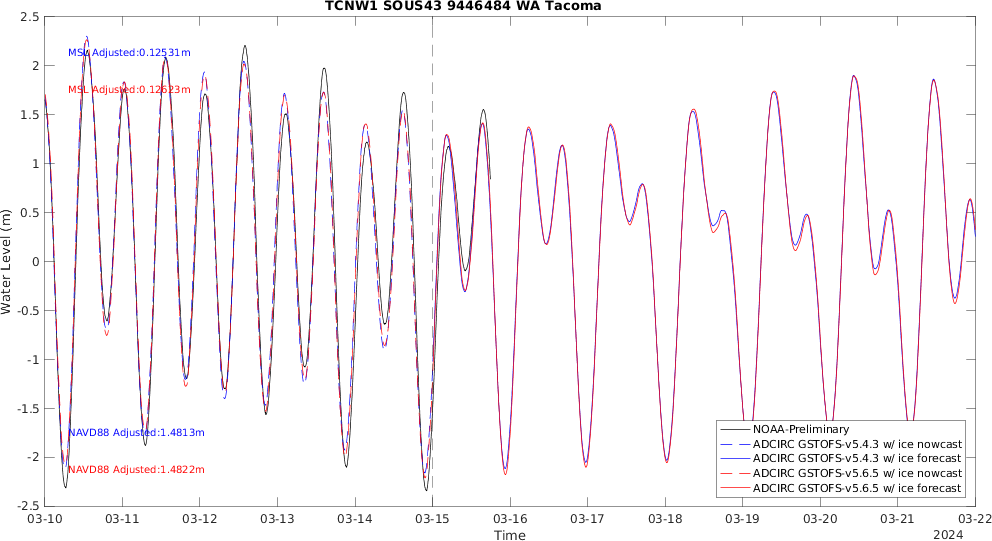 TCNW1 SOUS43 9446484 WA Tacoma
2.5
2
1.5
1
0.5
0
-0.5
-1
-1.5
-2
-2.5
Water Level (m)
MSL Adjusted:0.12531m
MSL Adjusted:0.12623m
NAVD88 Adjusted:1.4813m
NAVD88 Adjusted:1.4822m
NOAA-Preliminary
ADCIRC GSTOFS-v5.4.3 w/ ice nowcast
ADCIRC GSTOFS-v5.4.3 w/ ice forecast
ADCIRC GSTOFS-v5.6.5 w/ ice nowcast
ADCIRC GSTOFS-v5.6.5 w/ ice forecast
03-10 03-11 03-12 03-13 03-14 03-15 03-16 03-17 03-18 03-19 03-20 03-21 03-22
Time
2024